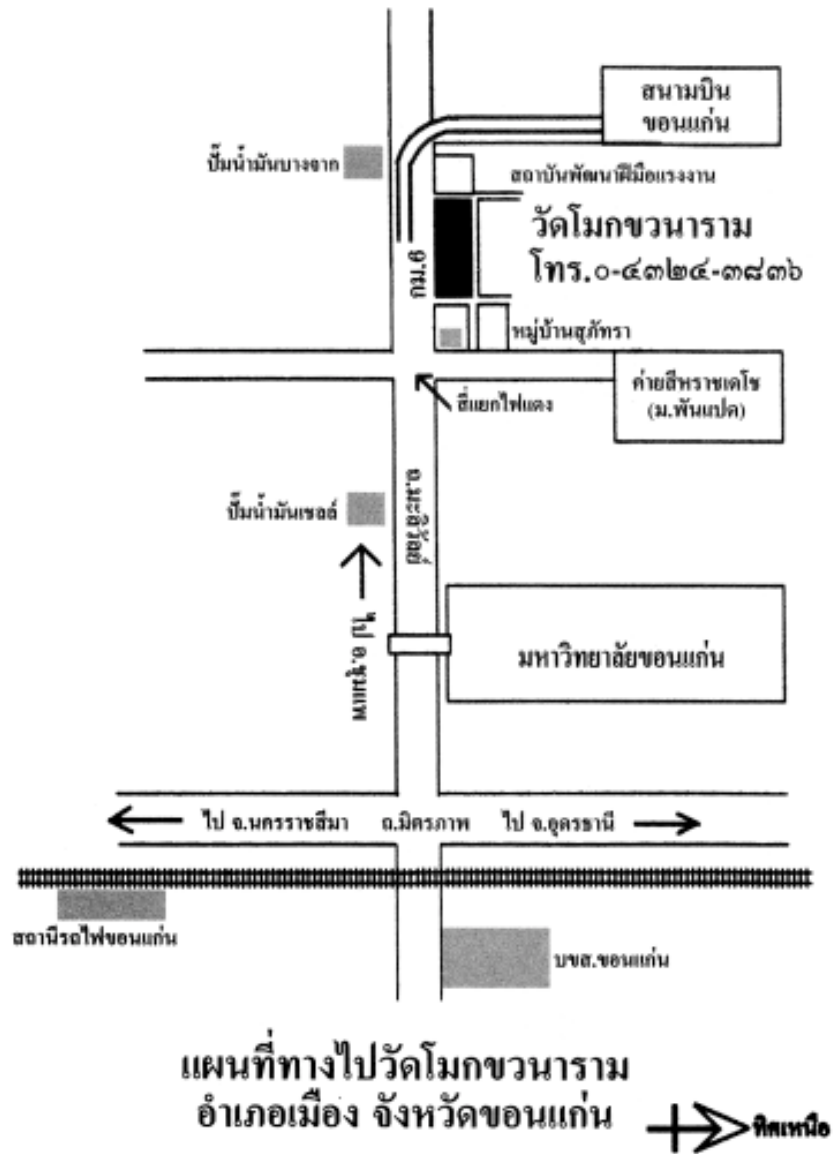 สนามบิน
ขอนแก่น
ปั๊มน้ำมันบางจาก
สถาบันพัฒนาฝีมือแรงงาน
วัดโมกขวนาราม
โทร.๐-๔๓๒๔-๓๘๓๖
กม.9
หมู่บ้านสุภัทรา
ค่ายสีหราชเดโช
(ม.พันแปด)
สี่แยกไฟแดง
ถ.มะลิวัลย์
ปั๊มน้ำมันเชลล์
ไป อ.ชุมแพ
มหาวิทยาลัยขอนแก่น
ไป จ.นครราชสีมา ถ.มิตรภาพ ไป จ.อุดรธานี
สถานีรถไฟขอนแก่น
บขส.ขอนแก่น
แผนที่ทางไปวัดโมกขวนาราม
อำเภอเมือง จังหวัดขอนแก่น
ทิศเหนือ